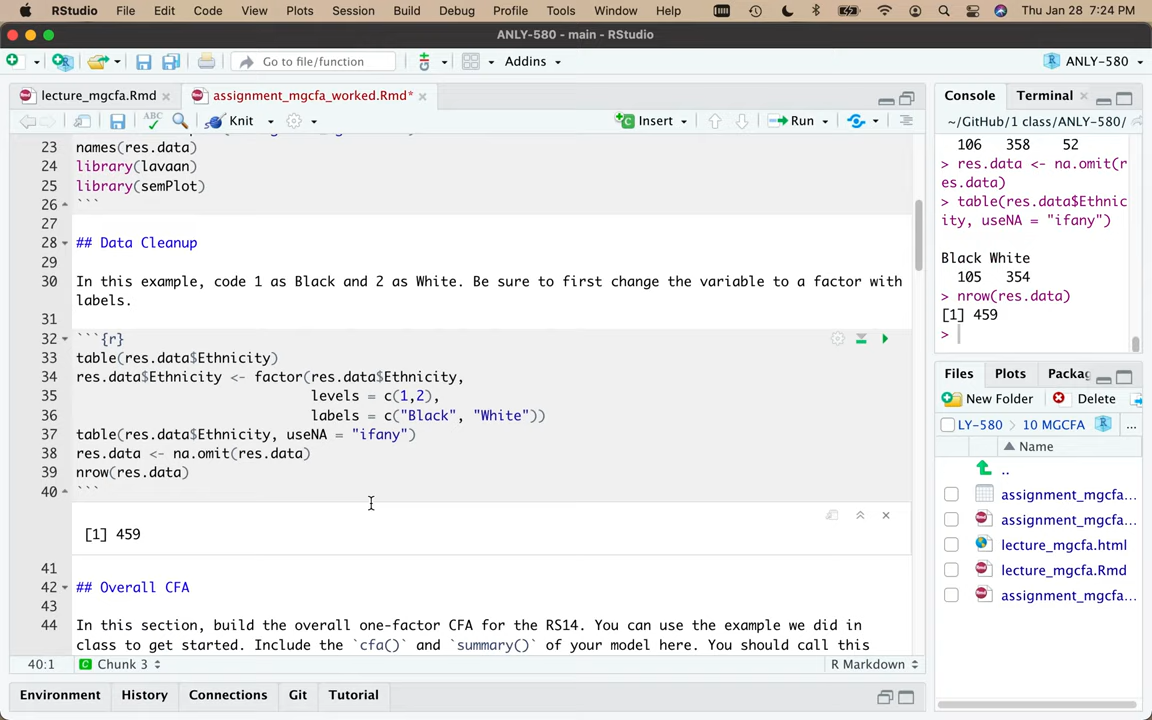 RStudio File Edit Code View Plots Session Build Debug Profile Tools Window Help Thu Jan 28 7:24 PM
ANLY-580 - main - RStudio
Go to file/function Addins ANLY-580
lecture_mgcfa.Rmd assignment_mgcfa_worked.Rmd*
ABC Knit Insert Run
23 names(res.data)
24 library(lavaan)
25 library(semPlot)
26 ```
27
28 ## Data Cleanup
29
30 In this example, code 1 as Black and 2 as White. Be sure to first change the variable to a factor with
labels.
31
32 ```{r}
33 table(res.data$Ethnicity)
34 res.data$Ethnicity <- factor(res.data$Ethnicity,
35 levels = c(1,2),
36 labels = c("Black", "White"))
37 table(res.data$Ethnicity, useNA = "ifany")
38 res.data <- na.omit(res.data)
39 nrow(res.data)
40 ```
[1] 459
41
42 ## Overall CFA
43
44 In this section, build the overall one-factor CFA for the RS14. You can use the example we did in
class to get started. Include the `cfa()` and `summary()` of your model here. You should call this
40:1 Chunk 3 R Markdown
Environment History Connections Git Tutorial
Console Terminal
~/GitHub/1 class/ANLY-580/
106 358 52
> res.data <- na.omit(r
es.data)
> table(res.data$Ethnic
ity, useNA = "ifany")
Black White
105 354
> nrow(res.data)
[1] 459
>
Files Plots Packag
New Folder Delete
LY-580 > 10 MGCFA ...
Name
..
assignment_mgcfa...
assignment_mgcfa...
lecture_mgcfa.html
lecture_mgcfa.Rmd
assignment_mgcfa...